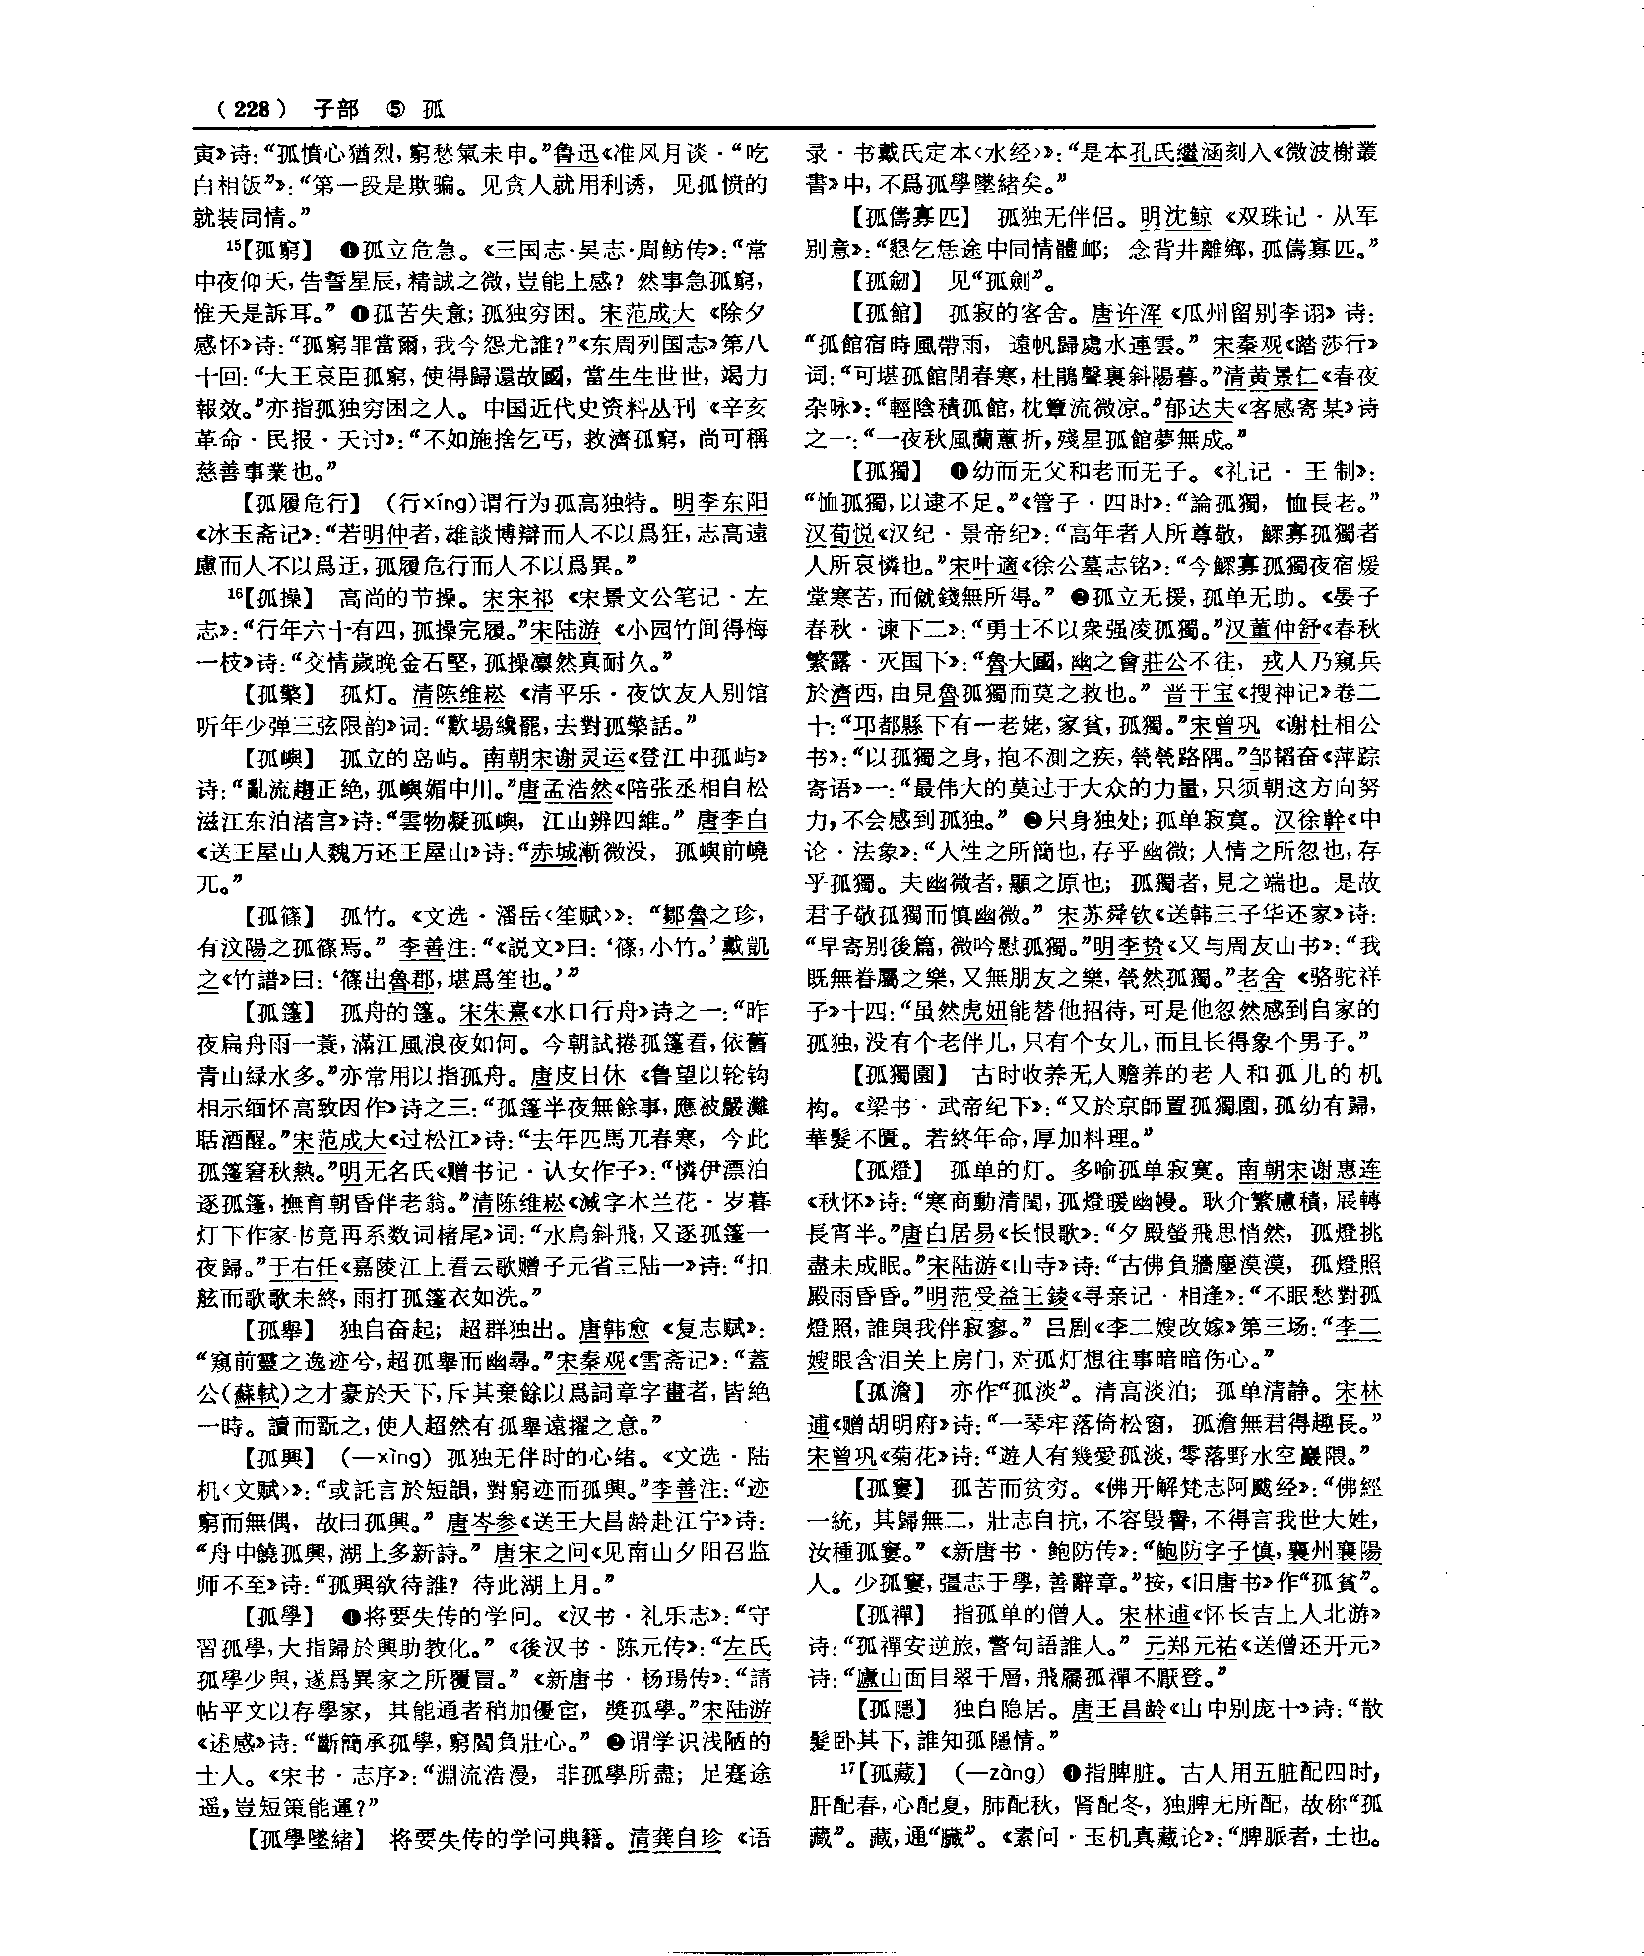 （228） 子部 ⑤ 孤
寅》诗：“孤憤心猶烈，窮愁氣未申。”鲁迅《准风月谈·“吃
白相饭”》：“第一段是欺骗。见贪人就用利诱，见孤愤的
就装同情。”
15【孤窮】 ❶孤立危急。《三国志·吴志·周鲂传》：“常
中夜仰天，告誓星辰，精誠之微，豈能上感？然事急孤窮，
惟天是訴耳。”❶孤苦失意；孤独穷困。宋范成大《除夕
感怀》诗：“孤窮罪當爾，我今怨尤誰？”《东周列国志》第八
十回：“大王哀臣孤窮，使得歸還故國，當生生世世，竭力
報效。”亦指孤独穷困之人。中国近代史资料丛刊《辛亥
革命·民报·天讨》：“不如施捨乞丐，救濟孤窮，尚可稱
慈善事業也。”
【孤履危行】 （行xíng）谓行为孤高独特。明李东阳
《冰玉斋记》：“若明仲者，雄談博辯而人不以爲狂，志高遠
慮而人不以爲迂，孤履危行而人不以爲異。”
16【孤操】 高尚的节操。宋宋祁《宋景文公笔记·左
志》：“行年六十有四，孤操完履。”宋陆游《小园竹间得梅
一枝》诗：“交情歲晚金石堅，孤操凛然真耐久。”
【孤檠】 孤灯。清陈维崧《清平乐·夜饮友人别馆
听年少弹三弦限韵》词：“歡場纔罷，去對孤檠話。”
【孤嶼】 孤立的岛屿。南朝宋谢灵运《登江中孤屿》
诗：“亂流趨正绝，孤嶼媚中川。”唐孟浩然《陪张丞相自松
滋江东泊渚宫》诗：“雲物凝孤嶼，江山辨四維。”唐李白
《送王屋山人魏万还王屋山》诗：“赤城漸微没，孤嶼前嶢
兀。”
【孤篠】 孤竹。《文选·潘岳〈笙赋〉》：“鄒魯之珍，
有汶陽之孤篠焉。”李善注：“《説文》曰：‘篠，小竹。’戴凱
之《竹譜》曰：‘篠出魯郡，堪爲笙也。’”
【孤篷】 孤舟的篷。宋朱熹《水口行舟》诗之一：“昨
夜扁舟雨一蓑，滿江風浪夜如何。今朝試捲孤篷看，依舊
青山緑水多。”亦常用以指孤舟。唐皮日休《鲁望以轮钩
相示缅怀高致因作》诗之三：“孤篷半夜無餘事，應被嚴灘
聒酒醒。”宋范成大《过松江》诗：“去年匹馬兀春寒，今此
孤篷窘秋熱。”明无名氏《赠书记·认女作子》：“憐伊漂泊
逐孤篷，撫育朝昏伴老翁。”清陈维崧《减字木兰花·岁暮
灯下作家书竟再系数词楮尾》词：“水鳥斜飛，又逐孤篷一
夜歸。”于右任《嘉陵江上看云歌赠子元省三陆一》诗：“扣
舷而歌歌未終，雨打孤篷衣如洗。”
【孤舉】 独自奋起；超群独出。唐韩愈《复志赋》：
“窺前靈之逸迹兮，超孤舉而幽尋。”宋秦观《雪斋记》：“蓋
公（蘇軾）之才豪於天下，斥其棄餘以爲詞章字畫者，皆絶
一時。讀而翫之，使人超然有孤舉遠擢之意。”
【孤興】 （—xìng）孤独无伴时的心绪。《文选·陆
机〈文赋〉》：“或託言於短韻，對窮迹而孤興。”李善注：“迹
窮而無偶，故曰孤興。”唐岑参《送王大昌龄赴江宁》诗：
“舟中饒孤興，湖上多新詩。”唐宋之问《见南山夕阳召监
师不至》诗：“孤興欲待誰？待此湖上月。”
【孤學】 ❶将要失传的学问。《汉书·礼乐志》：“守
習孤學，大指歸於興助教化。”《後汉书·陈元传》：“左氏
孤學少與，遂爲異家之所覆冒。”《新唐书·杨玚传》：“請
帖平文以存學家，其能通者稍加優宦，獎孤學。”宋陆游
《述感》诗：“斷簡承孤學，窮閻負壯心。”❷谓学识浅陋的
士人。《宋书·志序》：“淵流浩漫，非孤學所盡；足蹇途
遥，豈短策能運？”
【孤學墜緒】 将要失传的学问典籍。清龚自珍《语
录·书戴氏定本〈水经〉》：“是本孔氏繼涵刻入《微波榭叢
書》中，不爲孤學墜緒矣。”
【孤儔寡匹】 孤独无伴侣。明沈鲸《双珠记·从军
别意》：“懇乞恁途中同情體卹；念背井離鄉，孤儔寡匹。”
【孤劒】 见“孤劍”。
【孤館】 孤寂的客舍。唐许浑《瓜州留别李诩》诗：
“孤館宿時風帶雨，遠帆歸處水連雲。”宋秦观《踏莎行》
词：“可堪孤館閉春寒，杜鵑聲裏斜陽暮。”清黄景仁《春夜
杂咏》：“輕陰積孤館，枕簟流微凉。”郁达夫《客感寄某》诗
之一：“一夜秋風蘭蕙折，殘星孤館夢無成。”
【孤獨】 ❶幼而无父和老而无子。《礼记·王制》：
“恤孤獨，以逮不足。”《管子·四时》：“論孤獨，恤長老。”
汉荀悦《汉纪·景帝纪》：“高年者人所尊敬，鰥寡孤獨者
人所哀憐也。”宋叶適《徐公墓志铭》：“今鰥寡孤獨夜宿煖
堂寒苦，而僦錢無所得。”❷孤立无援，孤单无助。《晏子
春秋·谏下二》：“勇士不以衆强凌孤獨。”汉董仲舒《春秋
繁露·灭国下》：“魯大國，幽之會莊公不往，戎人乃窺兵
於濟西，由見魯孤獨而莫之救也。”晋干宝《搜神记》卷二
十：“邛都縣下有一老姥，家貧，孤獨。”宋曾巩《谢杜相公
书》：“以孤獨之身，抱不測之疾，煢煢路隅。”邹韬奋《萍踪
寄语》一：“最伟大的莫过于大众的力量，只须朝这方向努
力，不会感到孤独。”❸只身独处；孤单寂寞。汉徐幹《中
论·法象》：“人性之所簡也，存乎幽微；人情之所忽也，存
乎孤獨。夫幽微者，顯之原也；孤獨者，見之端也。是故
君子敬孤獨而慎幽微。”宋苏舜钦《送韩三子华还家》诗：
“早寄别後篇，微吟慰孤獨。”明李贽《又与周友山书》：“我
既無眷屬之樂，又無朋友之樂，煢然孤獨。”老舍《骆驼祥
子》十四：“虽然虎妞能替他招待，可是他忽然感到自家的
孤独，没有个老伴儿，只有个女儿，而且长得象个男子。”
【孤獨園】 古时收养无人赡养的老人和孤儿的机
构。《梁书·武帝纪下》：“又於京師置孤獨園，孤幼有歸，
華髮不匱。若終年命，厚加料理。”
【孤燈】 孤单的灯。多喻孤单寂寞。南朝宋谢惠连
《秋怀》诗：“寒商動清閨，孤燈暖幽幔。耿介繁慮積，展轉
長宵半。”唐白居易《长恨歌》：“夕殿螢飛思悄然，孤燈挑
盡未成眠。”宋陆游《山寺》诗：“古佛負牆塵漠漠，孤燈照
殿雨昏昏。”明范受益王錂《寻亲记·相逢》：“不眠愁對孤
燈照，誰與我伴寂寥。”吕剧《李二嫂改嫁》第三场：“李二
嫂眼含泪关上房门，对孤灯想往事暗暗伤心。”
【孤澹】 亦作“孤淡”。清高淡泊；孤单清静。宋林
逋《赠胡明府》诗：“一琴牢落倚松窗，孤澹無君得趣長。”
宋曾巩《菊花》诗：“遊人有幾愛孤淡，零落野水空巖隈。”
【孤窶】 孤苦而贫穷。《佛开解梵志阿颰经》：“佛經
一統，其歸無二，壯志自抗，不容毁譽，不得言我世大姓，
汝種孤窶。”《新唐书·鲍防传》：“鮑防字子慎，襄州襄陽
人。少孤窶，彊志于學，善辭章。”按，《旧唐书》作“孤貧”。
【孤禪】 指孤单的僧人。宋林逋《怀长吉上人北游》
诗：“孤禪安逆旅，警句語誰人。”元郑元祐《送僧还开元》
诗：“廬山面目翠千層，飛屩孤禪不厭登。”
【孤隱】 独自隐居。唐王昌龄《山中别庞十》诗：“散
髮卧其下，誰知孤隱情。”
17【孤藏】 （—zàng）❶指脾脏。古人用五脏配四时，
肝配春，心配夏，肺配秋，肾配冬，独脾无所配，故称“孤
藏”。藏，通“臟”。《素问·玉机真藏论》：“脾脈者，土也。